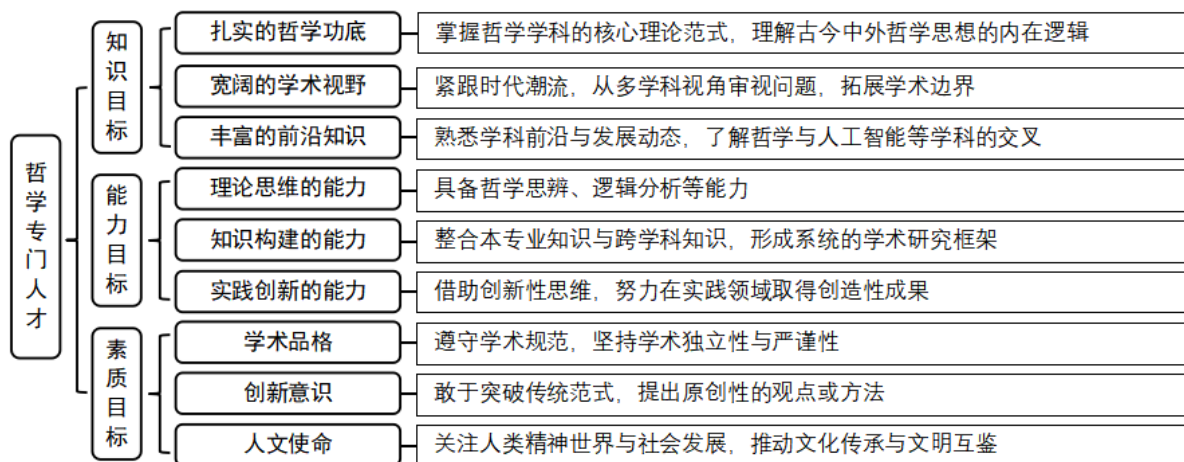 哲学专门人才
知识目标
扎实的哲学功底
掌握哲学学科的核心理论范式，理解古今中外哲学思想的内在逻辑
宽阔的学术视野
紧跟时代潮流，从多学科视角审视问题，拓展学术边界
丰富的前沿知识
熟悉学科前沿与发展动态，了解哲学与人工智能等学科的交叉
能力目标
理论思维的能力
具备哲学思辨、逻辑分析等能力
知识构建的能力
整合本专业知识与跨学科知识，形成系统的学术研究框架
实践创新的能力
借助创新性思维，努力在实践领域取得创造性成果
素质目标
学术品格
遵守学术规范，坚持学术独立性与严谨性
创新意识
敢于突破传统范式，提出原创性的观点或方法
人文使命
关注人类精神世界与社会发展，推动文化传承与文明互鉴